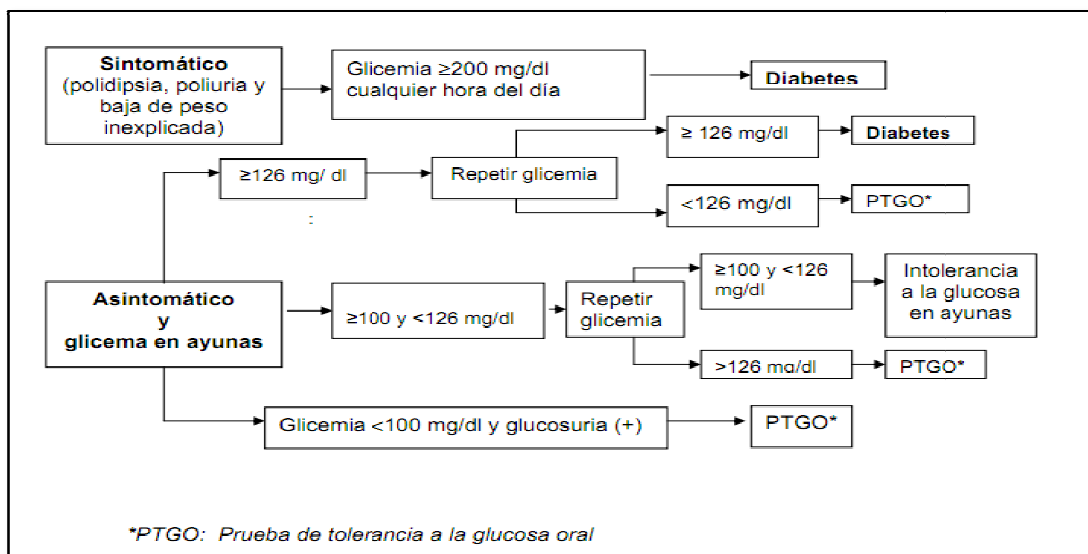 Sintomático
(polidipsia, poliuria y
baja de peso
inexplicada)
Glicemia ≥200 mg/dl
cualquier hora del día
Diabetes
≥126 mg/ dl
:
Repetir glicemia
≥ 126 mg/dl
Diabetes
<126 mg/dl
PTGO*
Asintomático
y
glicema en ayunas
≥100 y <126 mg/dl
Repetir
glicemia
≥100 y <126
mg/dl
Intolerancia
a la glucosa
en ayunas
>126 mg/dl
PTGO*
Glicemia <100 mg/dl y glucosuria (+)
PTGO*
*PTGO: Prueba de tolerancia a la glucosa oral